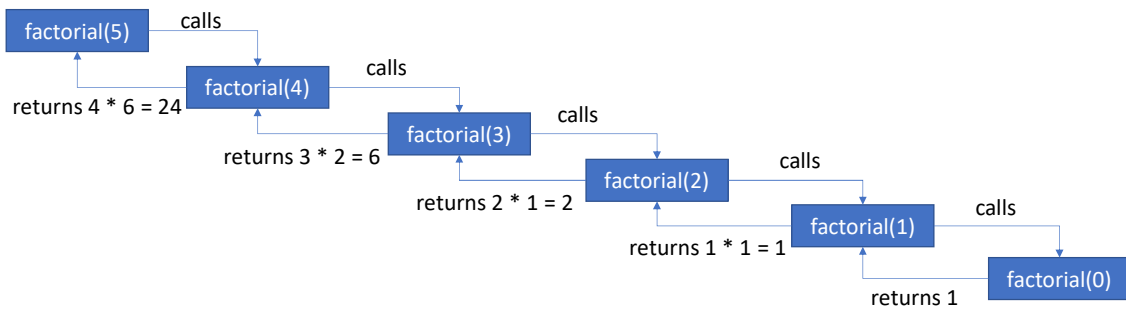 factorial(5)
calls
factorial(4)
calls
returns 4 * 6 = 24
factorial(3)
calls
returns 3 * 2 = 6
factorial(2)
calls
returns 2 * 1 = 2
factorial(1)
calls
returns 1 * 1 = 1
factorial(0)
returns 1